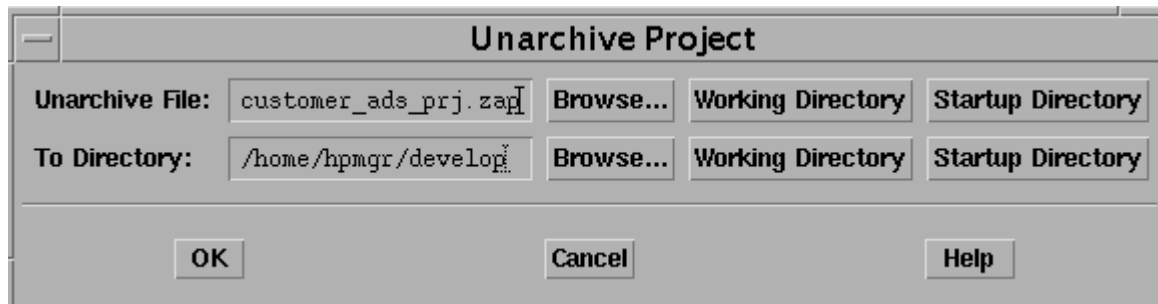 Unarchive Project
Unarchive File: customer_ads_prj.zap Browse... Working Directory Startup Directory
To Directory: /home/hpmgr/develop Browse... Working Directory Startup Directory
OK Cancel Help